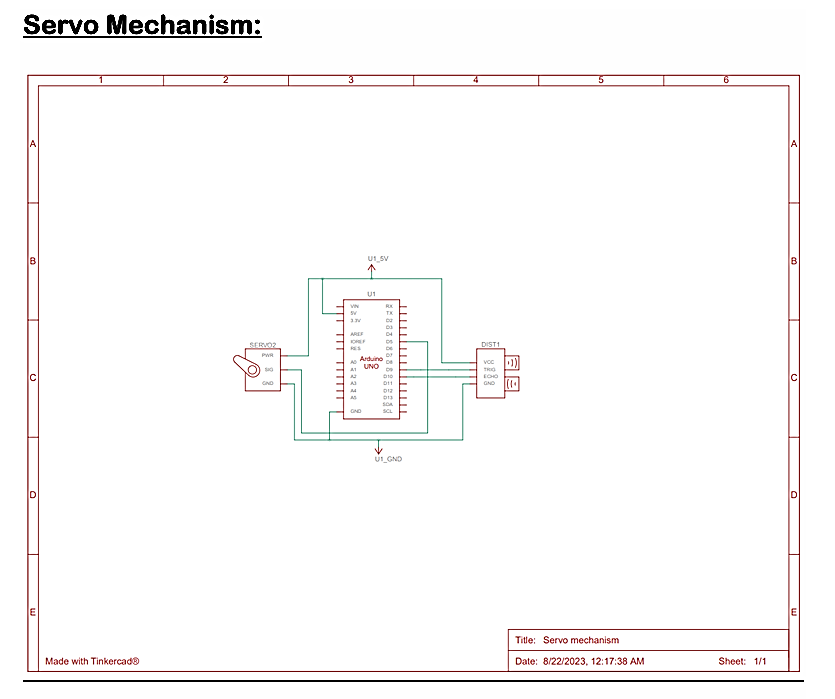 Servo Mechanism:
1 2 3 4 5 6
A A
U1_5V
B B
U1
VIN RX
5V TX
3.3V D2
D3
AREF D4
IOREF D5
RES D6
D7
A0 D8
A1 D9
A2 D10
A3 D11
A4 D12
A5 D13
SDA
GND SCL
Arduino
UNO
SERVO2
PWR
SIG
GND
DIST1
VCC
TRIG
ECHO
GND
C C
U1_GND
D D
E E
Title: Servo mechanism
Made with Tinkercad®
Date: 8/22/2023, 12:17:38 AM Sheet: 1/1